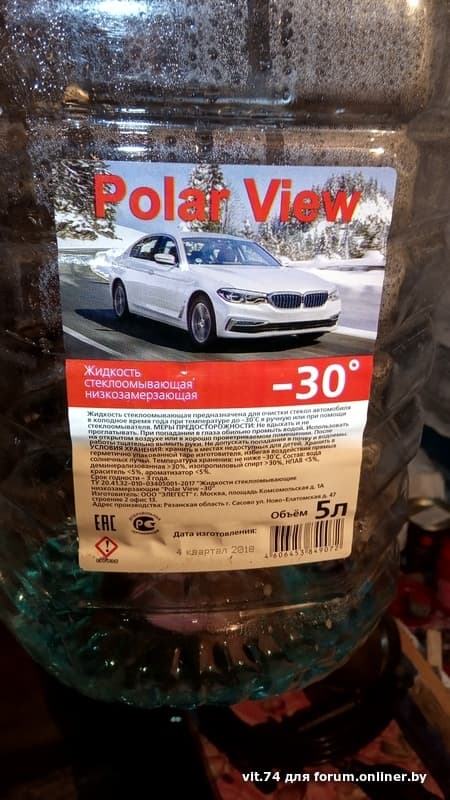 Polar View
Жидкость
стеклоомывающая
низкозамерзающая
-30°
Жидкость стеклоомывающая предназначена для очистки стекол автомобиля
в холодное время года при температуре до -30°С в ручную или при помощи
стеклоомывателя. МЕРЫ ПРЕДОСТОРОЖНОСТИ: Не вдыхать и не
проглатывать. При попадании в глаза обильно промыть водой. Использовать
на открытом воздухе или в хорошо проветриваемом помещении. После
работы тщательно вымыть руки. Не допускать попадания в почву и водоемы.
УСЛОВИЯ ХРАНЕНИЯ: хранить в местах недоступных для детей. Хранить в
герметично упакованной таре изготовителя, избегая воздействия прямых
солнечных лучей. Температура хранения: не ниже -30°С. Состав: вода
деминерализованная >30%, изопропиловый спирт >30%, НПАВ <5%,
краситель <5%, ароматизатор <5%.
Срок годности - 3 года.
ТУ 20.41.32-010-03405001-2017 "Жидкости стеклоомывающие
низкозамерзающие "Polar View -30"
Изготовитель: ООО "ЭЛЕГЕСТ" г. Москва, площадь Комсомольская д. 1А
строение 2 офис 13.
Адрес производства: Рязанская область г. Сасово ул. Ново-Елатомская д. 47
Объём 5л
ЕАС
РС
Дата изготовления:
4 квартал 2018
4 606453 849072
ОСТОРОЖНО
vit.74 для forum.onliner.by